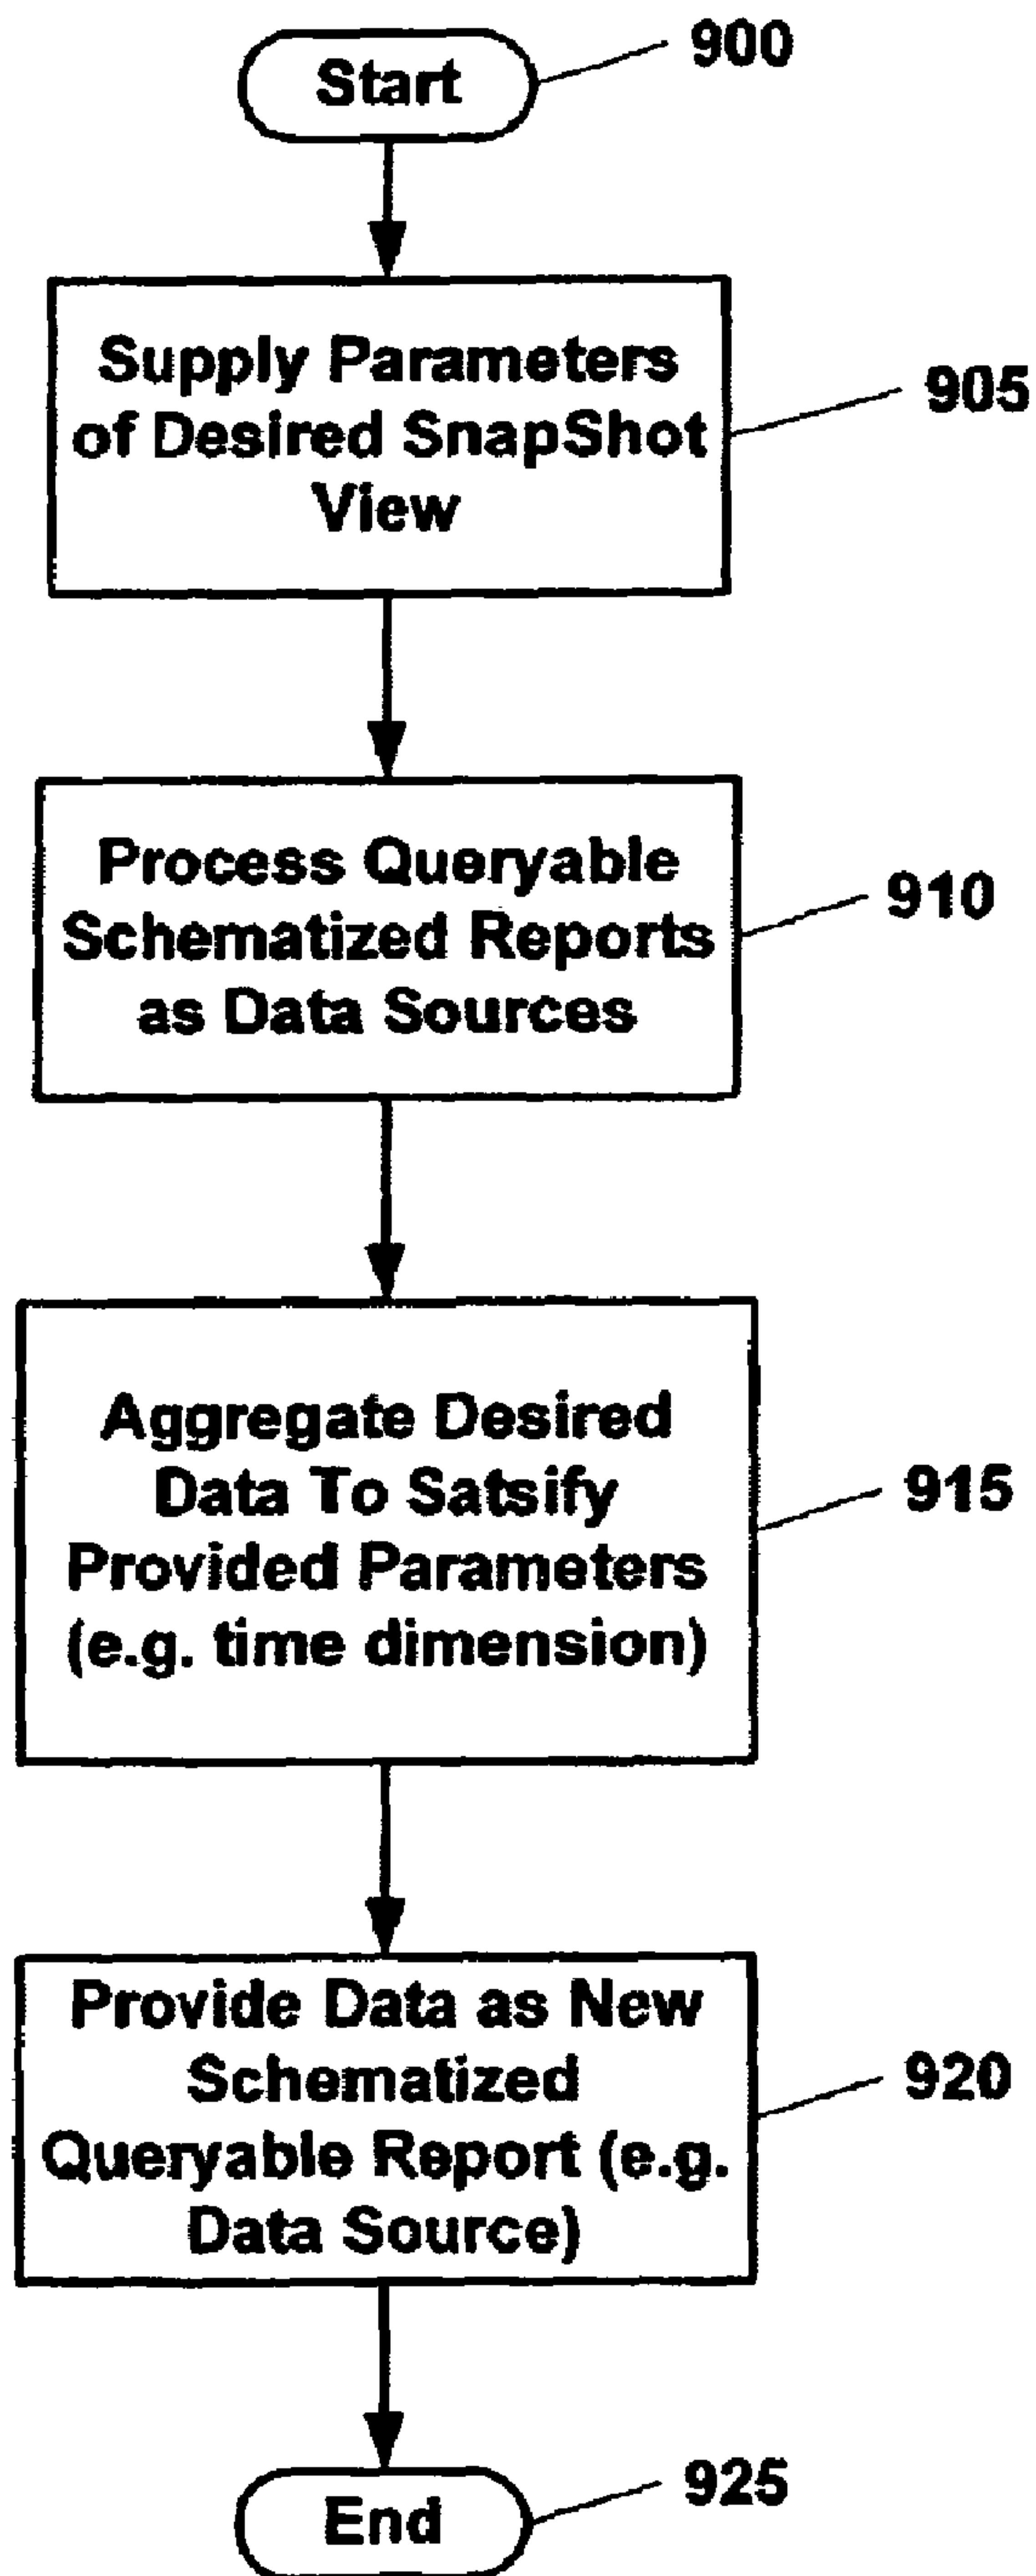 Start
900
Supply Parameters
of Desired SnapShot
View
905
Process Queryable
Schematized Reports
as Data Sources
910
Aggregate Desired
Data To Satsify
Provided Parameters
(e.g. time dimension)
915
Provide Data as New
Schematized
Queryable Report (e.g.
Data Source)
920
End
925